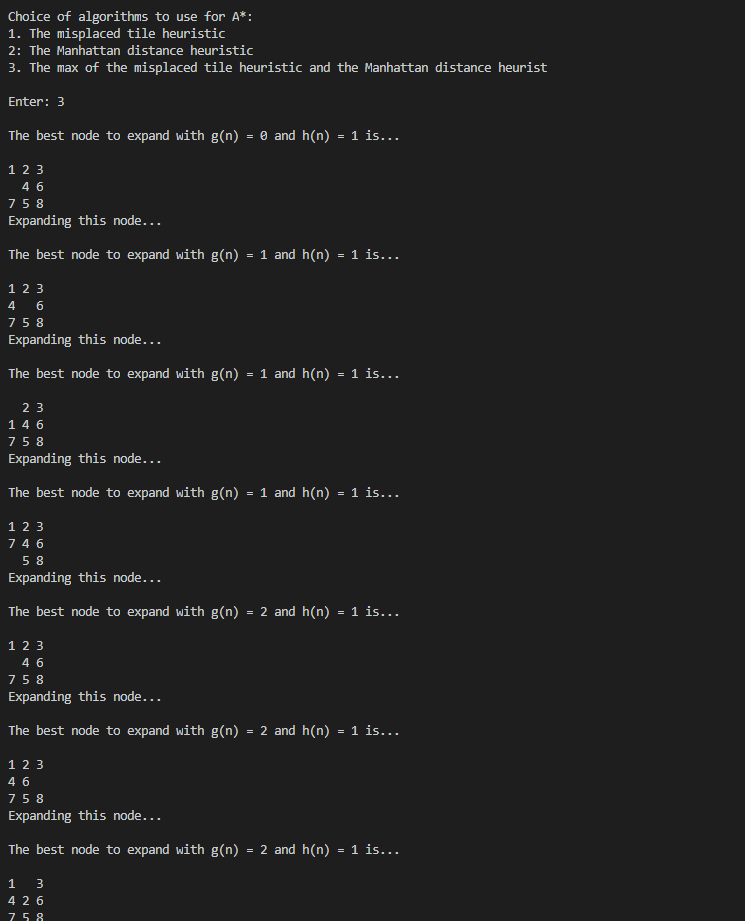 Choice of algorithms to use for A*:
1. The misplaced tile heuristic
2: The Manhattan distance heuristic
3. The max of the misplaced tile heuristic and the Manhattan distance heurist
Enter: 3
The best node to expand with g(n) = 0 and h(n) = 1 is...
1 2 3
  4 6
7 5 8
Expanding this node...
The best node to expand with g(n) = 1 and h(n) = 1 is...
1 2 3
4   6
7 5 8
Expanding this node...
The best node to expand with g(n) = 1 and h(n) = 1 is...
  2 3
1 4 6
7 5 8
Expanding this node...
The best node to expand with g(n) = 1 and h(n) = 1 is...
1 2 3
7 4 6
  5 8
Expanding this node...
The best node to expand with g(n) = 2 and h(n) = 1 is...
1 2 3
  4 6
7 5 8
Expanding this node...
The best node to expand with g(n) = 2 and h(n) = 1 is...
1 2 3
4 6
7 5 8
Expanding this node...
The best node to expand with g(n) = 2 and h(n) = 1 is...
1   3
4 2 6
7 5 8